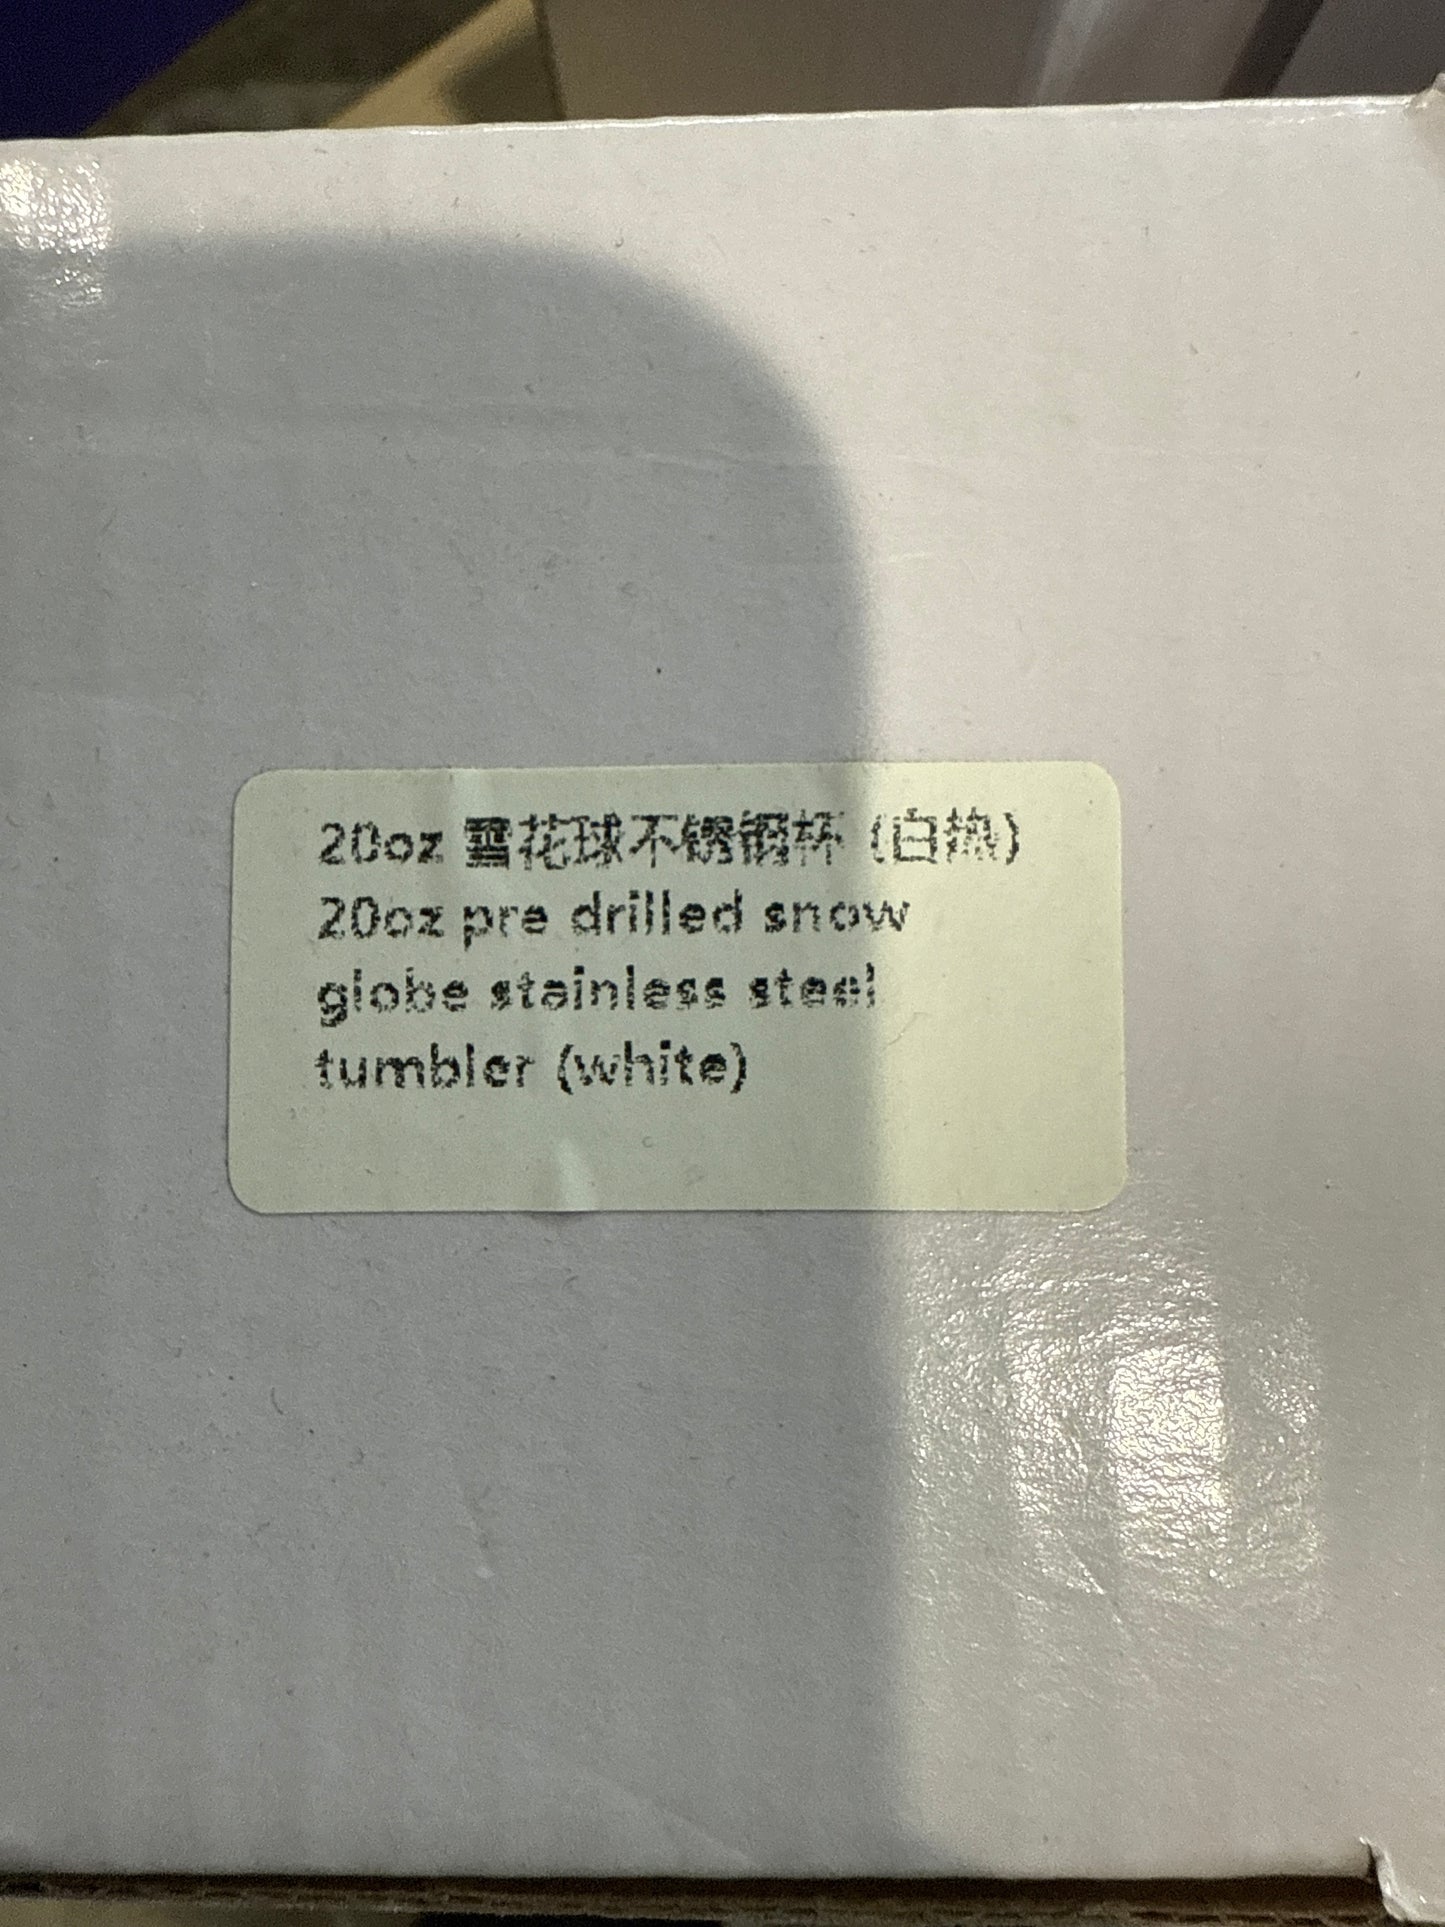 20oz 雪花球不锈钢杯 (白热)
20oz pre drilled snow
globe stainless steel
tumbler (white)